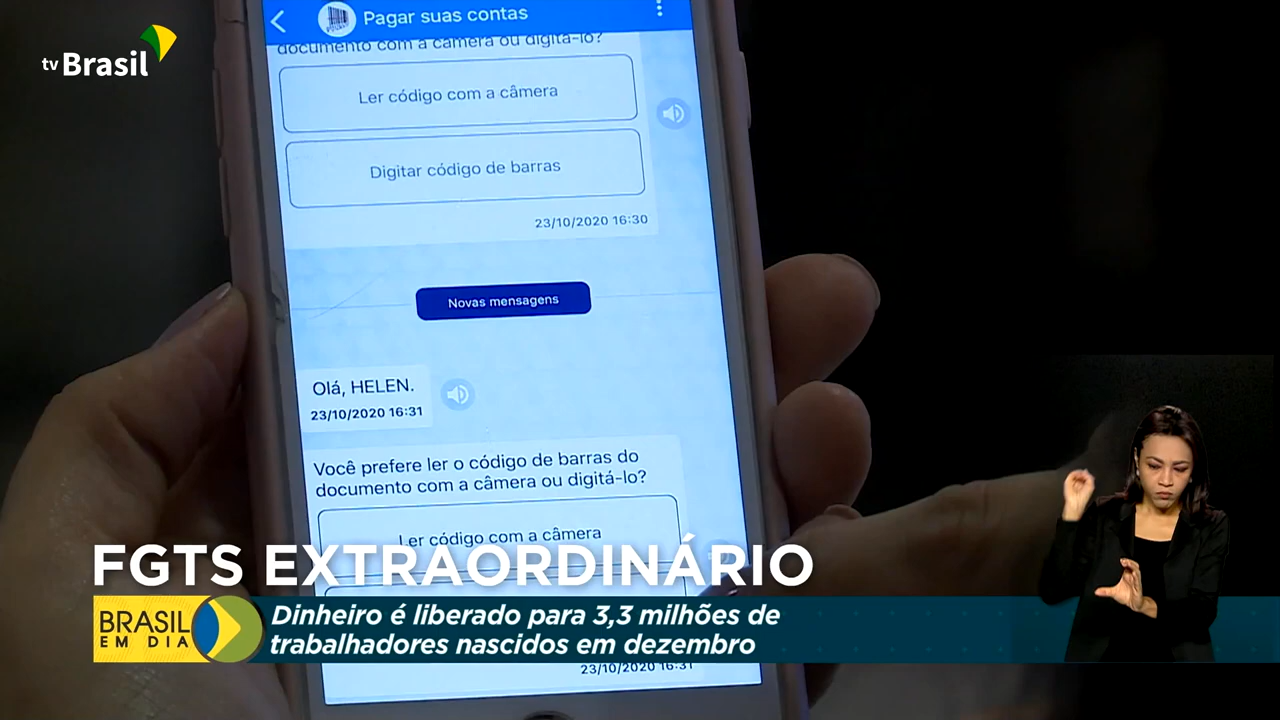 tv Brasil
Pagar suas contas
documento com a câmera ou digitá-lo?
Ler código com a câmera
Digitar código de barras
23/10/2020 16:30
Novas mensagens
Olá, HELEN.
23/10/2020 16:31
Você prefere ler o código de barras do
documento com a câmera ou digitá-lo?
Ler código com a câmera
FGTS EXTRAORDINÁRIO
BRASIL
EM DIA
Dinheiro é liberado para 3,3 milhões de
trabalhadores nascidos em dezembro
23/10/2020 16:31